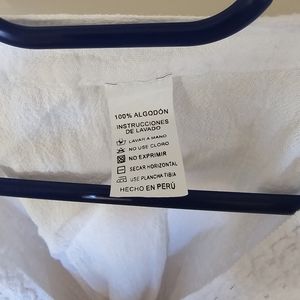 100% ALGODÓN
INSTRUCCIONES
DE LAVADO
LAVAR A MANO
NO USE CLORO
NO EXPRIMIR
SECAR HORIZONTAL
USE PLANCHA TIBIA
HECHO EN PERÚ